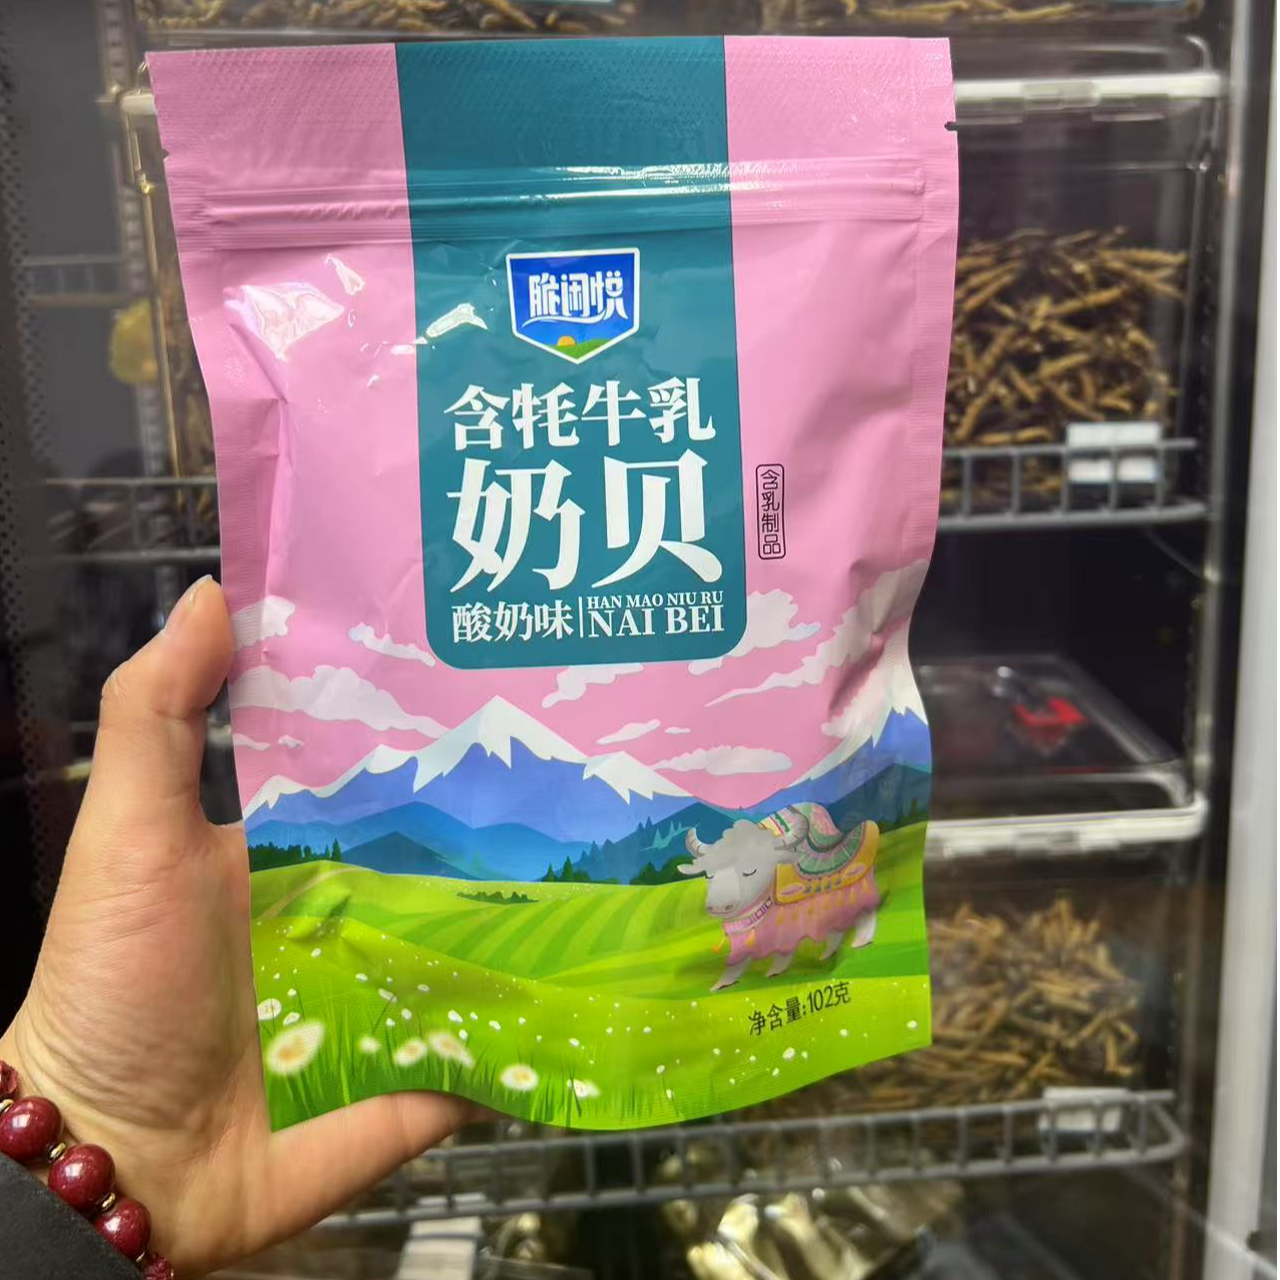 脆闹悦
含牦牛乳
奶贝
含乳制品
酸奶味
HAN MAO NIU RU
NAI BEI
净含量:102克